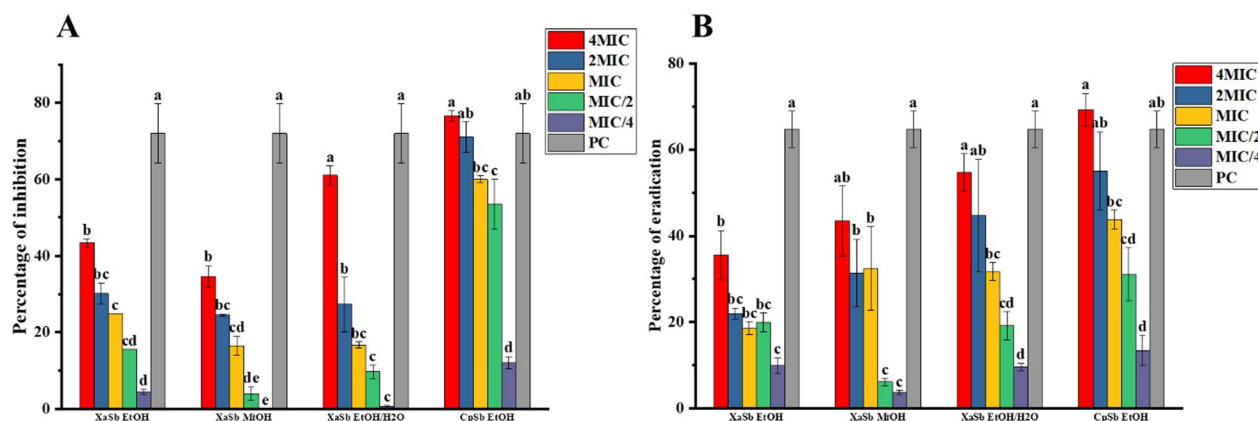 A
Percentage of inhibition
80
60
40
20
0
4MIC
2MIC
MIC
MIC/2
MIC/4
PC
b
bc
c
cd
d
a
b
bc
cd
de
e
a
a
b
bc
c
d
a
a
ab
bc
c
d
ab
XaSb EtOH
XaSb MtOH
XaSb EtOH/H2O
CpSb EtOH
B
Percentage of eradication
80
60
40
20
0
4MIC
2MIC
MIC
MIC/2
MIC/4
PC
b
bc
bc
bc
c
a
ab
b
b
c
c
a
a
ab
bc
cd
d
a
a
ab
bc
cd
d
ab
XaSb EtOH
XaSb MtOH
XaSb EtOH/H2O
CpSb EtOH